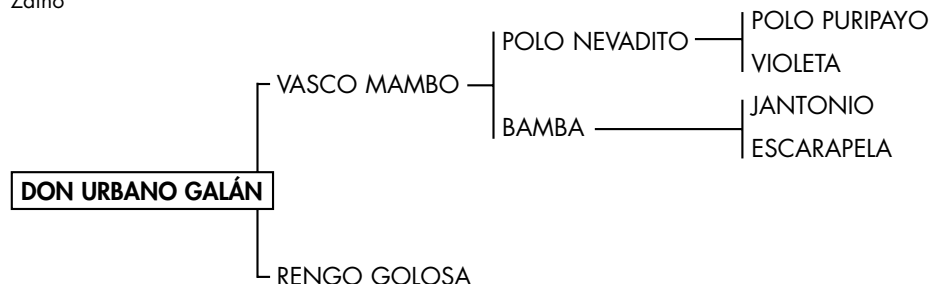 Zaino
POLO PURIPAYO
POLO NEVADITO
VIOLETA
VASCO MAMBO
JANTONIO
BAMBA
ESCARAPELA
DON URBANO GALÁN
RENGO GOLOSA